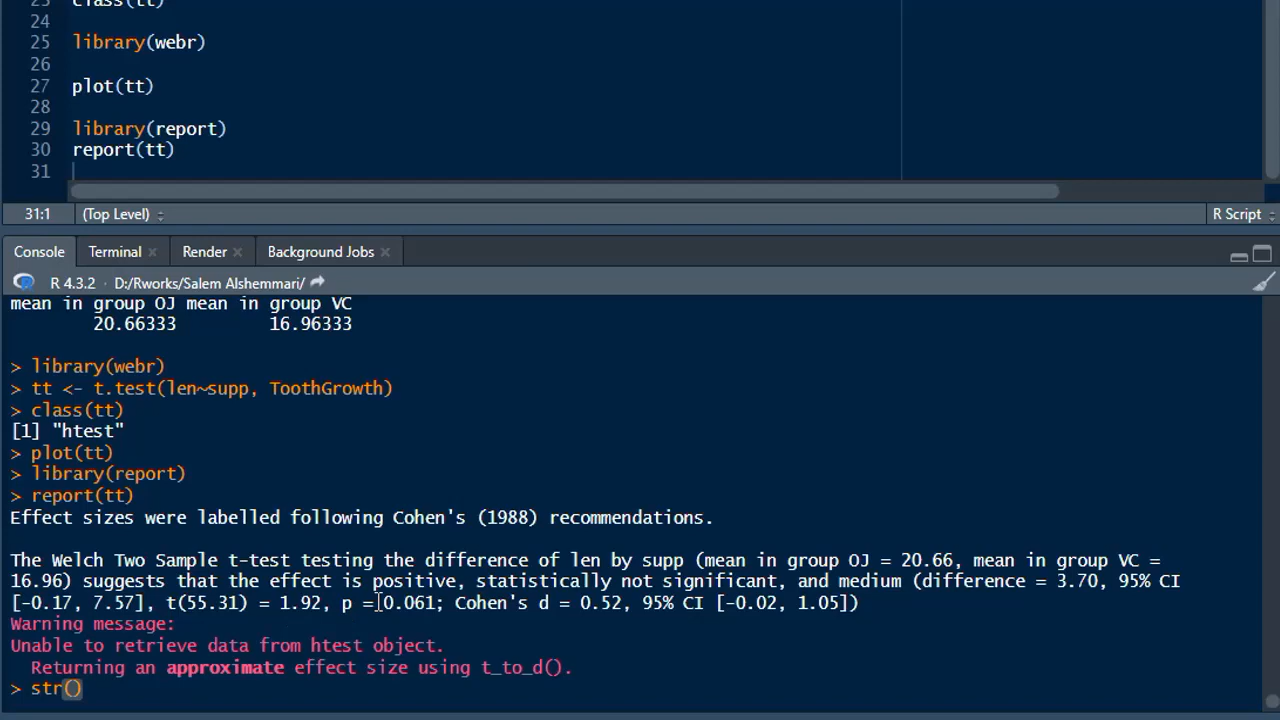 23 class(tt)
24
25 library(webr)
26
27 plot(tt)
28
29 library(report)
30 report(tt)
31
31:1 (Top Level) R Script
Console Terminal Render Background Jobs
R 4.3.2 · D:/Rworks/Salem Alshemmari/
mean in group OJ mean in group VC
20.66333 16.96333
> library(webr)
> tt <- t.test(len~supp, ToothGrowth)
> class(tt)
[1] "htest"
> plot(tt)
> library(report)
> report(tt)
Effect sizes were labelled following Cohen's (1988) recommendations.
The Welch Two Sample t-test testing the difference of len by supp (mean in group OJ = 20.66, mean in group VC =
16.96) suggests that the effect is positive, statistically not significant, and medium (difference = 3.70, 95% CI
[-0.17, 7.57], t(55.31) = 1.92, p = 0.061; Cohen's d = 0.52, 95% CI [-0.02, 1.05])
Warning message:
Unable to retrieve data from htest object.
Returning an approximate effect size using t_to_d().
> str()